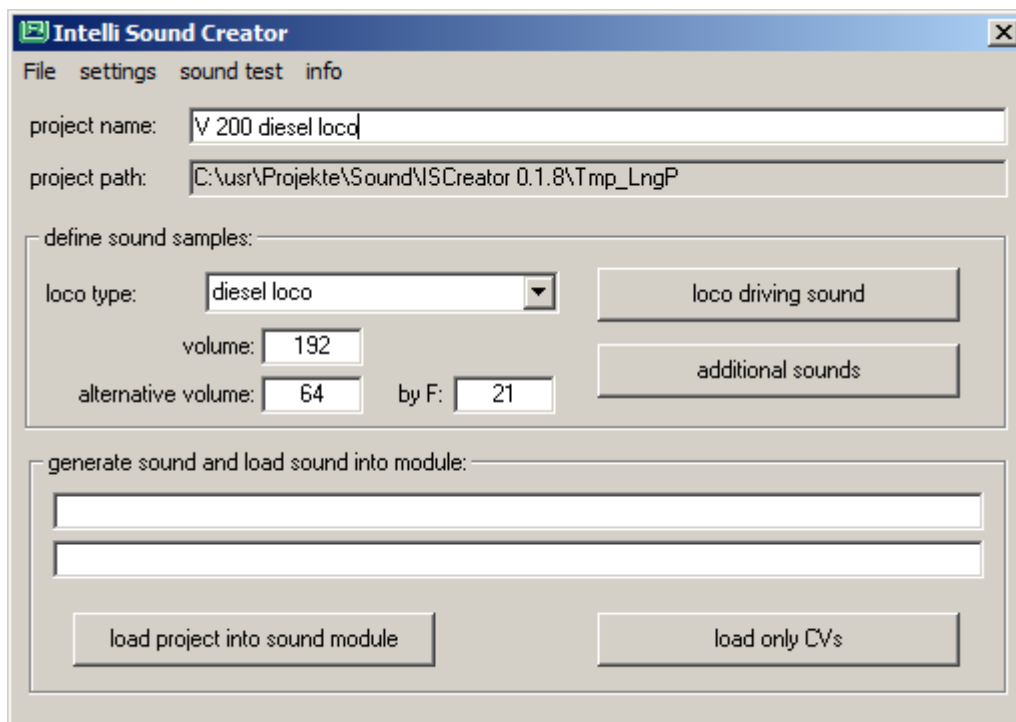 Intelli Sound Creator
File settings sound test info
project name: V 200 diesel loco
project path: C:\usr\Projekte\Sound\ISCreator 0.1.8\Tmp_LngP
define sound samples:
loco type: diesel loco loco driving sound
volume: 192
additional sounds
alternative volume: 64 by F: 21
generate sound and load sound into module:
load project into sound module load only CVs